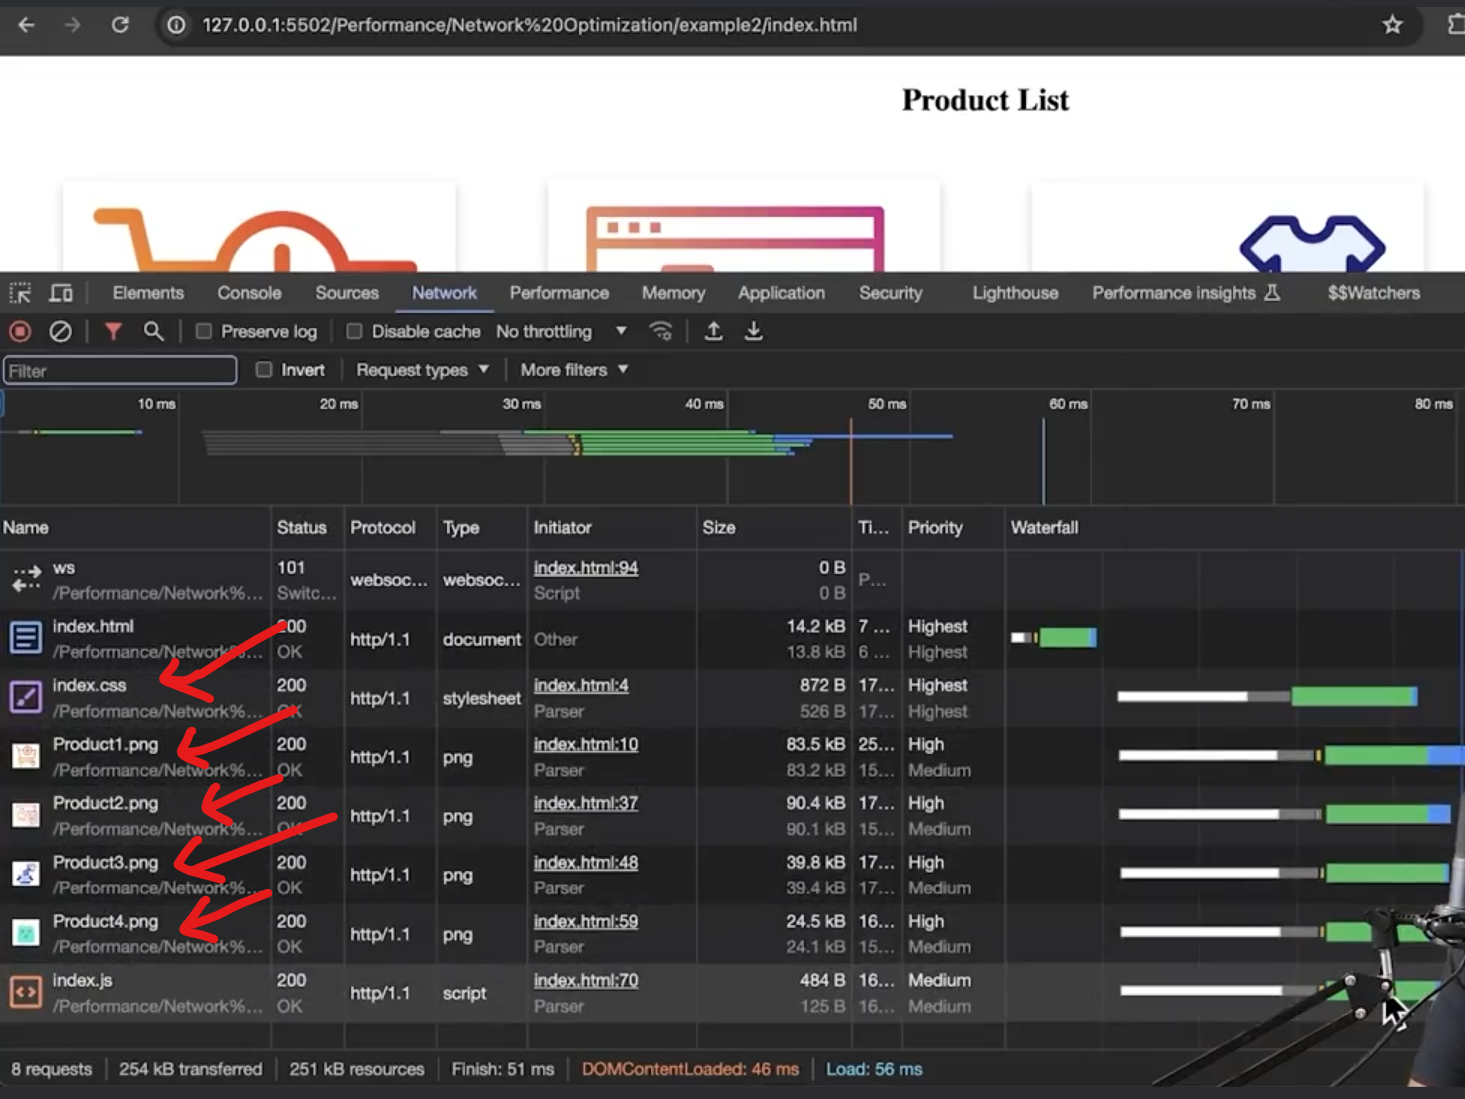 127.0.0.1:5502/Performance/Network%20Optimization/example2/index.html
Product List
Elements Console Sources Network Performance Memory Application Security Lighthouse Performance insights $$Watchers
Preserve log Disable cache No throttling
Filter Invert Request types More filters
10 ms 20 ms 30 ms 40 ms 50 ms 60 ms 70 ms 80 ms
Name Status Protocol Type Initiator Size Ti... Priority Waterfall
ws 101 websoc... websoc... index.html:94 0 B P...
/Performance/Network%... Switc... Script 0 B
index.html 200 http/1.1 document Other 14.2 kB 7 ... Highest
/Performance/Network%... OK 13.8 kB 6 ... Highest
index.css 200 http/1.1 stylesheet index.html:4 872 B 17... Highest
/Performance/Network%... OK Parser 526 B 17... Highest
Product1.png 200 http/1.1 png index.html:10 83.5 kB 25... High
/Performance/Network%... OK Parser 83.2 kB 15... Medium
Product2.png 200 http/1.1 png index.html:37 90.4 kB 17... High
/Performance/Network%... OK Parser 90.1 kB 15... Medium
Product3.png 200 http/1.1 png index.html:48 39.8 kB 17... High
/Performance/Network%... OK Parser 39.4 kB 17... Medium
Product4.png 200 http/1.1 png index.html:59 24.5 kB 16... High
/Performance/Network%... OK Parser 24.1 kB 15... Medium
index.js 200 http/1.1 script index.html:70 484 B 16... Medium
/Performance/Network%... OK Parser 125 B 16... Medium
8 requests 254 kB transferred 251 kB resources Finish: 51 ms DOMContentLoaded: 46 ms Load: 56 ms